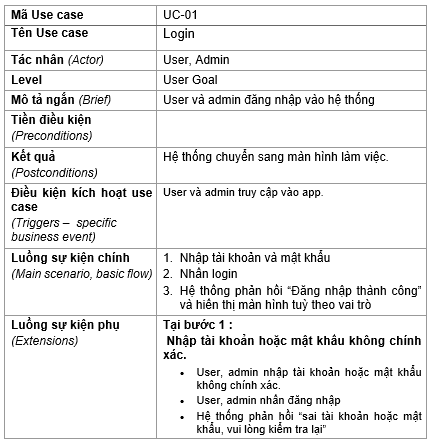 Mã Use case UC-01
Tên Use case Login
Tác nhân (Actor) User, Admin
Level User Goal
Mô tả ngắn (Brief) User và admin đăng nhập vào hệ thống
Tiền điều kiện
(Preconditions)
Kết quả Hệ thống chuyển sang màn hình làm việc.
(Postconditions)
Điều kiện kích hoạt use User và admin truy cập vào app.
case
(Triggers – specific
business event)
Luồng sự kiện chính 1. Nhập tài khoản và mật khẩu
(Main scenario, basic flow) 2. Nhấn login
3. Hệ thống phản hồi “Đăng nhập thành công”
và hiển thị màn hình tuỳ theo vai trò
Luồng sự kiện phụ Tại bước 1 :
(Extensions) Nhập tài khoản hoặc mật khẩu không chính
xác.
• User, admin nhập tài khoản hoặc mật khẩu
không chính xác.
• User, admin nhấn đăng nhập
• Hệ thống phản hồi “sai tài khoản hoặc mật
khẩu, vui lòng kiểm tra lại”